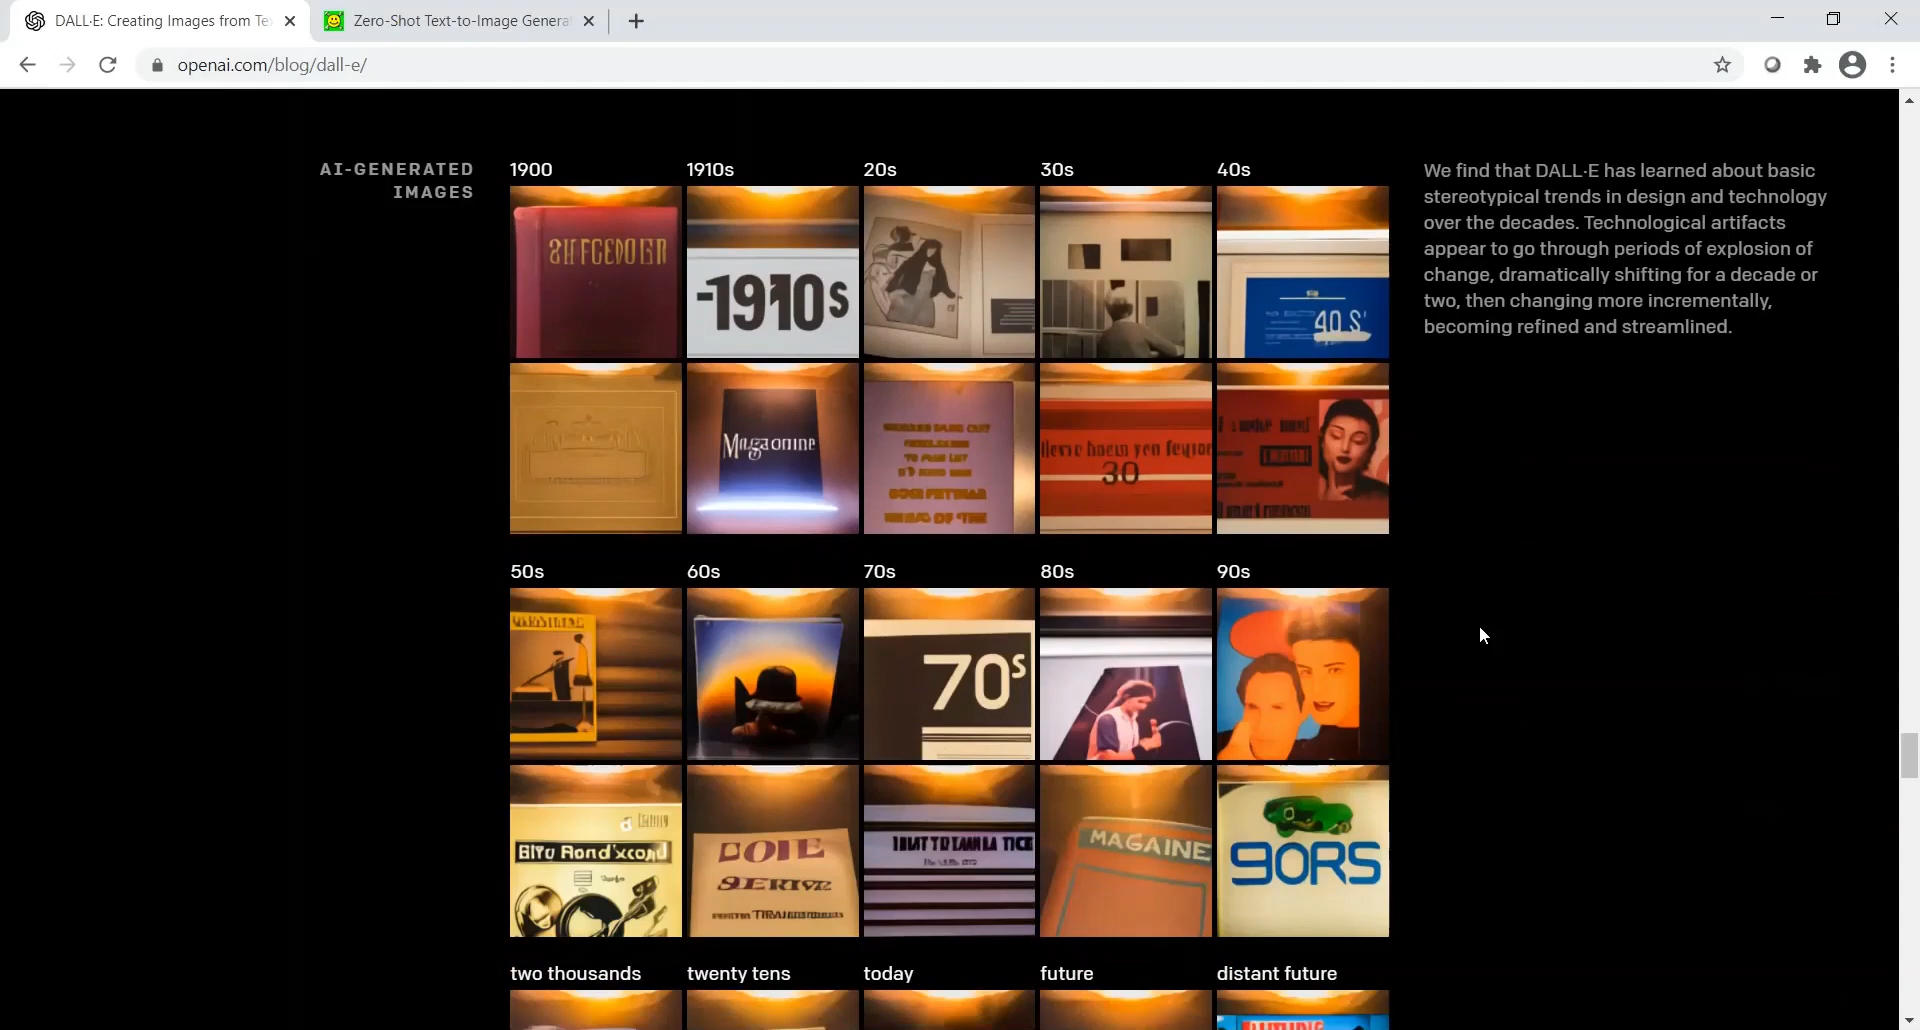 DALL·E: Creating Images from Te
Zero-Shot Text-to-Image Genera
openai.com/blog/dall-e/
AI-GENERATED
IMAGES
1900
1910s
20s
30s
40s
We find that DALL·E has learned about basic
stereotypical trends in design and technology
over the decades. Technological artifacts
appear to go through periods of explosion of
change, dramatically shifting for a decade or
two, then changing more incrementally,
becoming refined and streamlined.
-1910s
40 S'
Magaonine
30
50s
60s
70s
80s
90s
70s
MAGAINE
90RS
two thousands
twenty tens
today
future
distant future